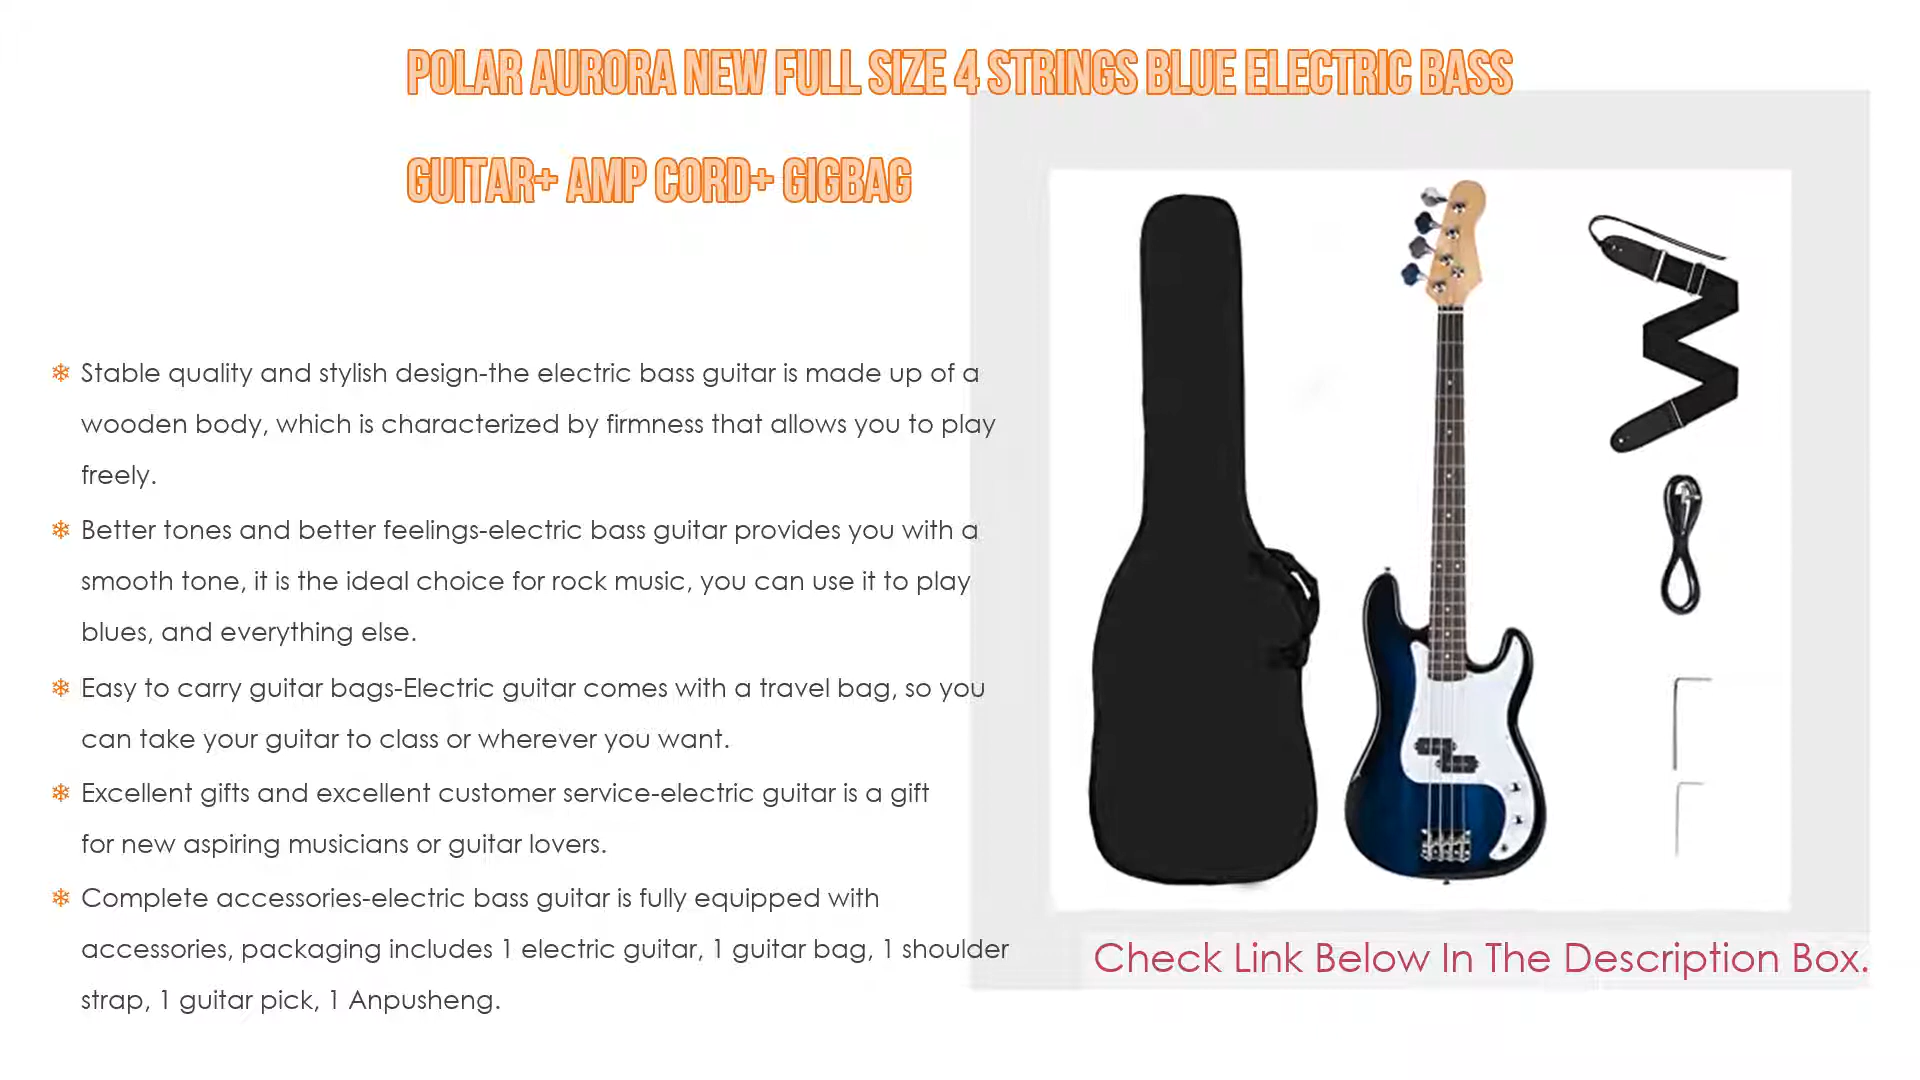 POLAR AURORA NEW FULL SIZE 4 STRINGS BLUE ELECTRIC BASS
GUITAR+ AMP CORD+ GIGBAG
Stable quality and stylish design-the electric bass guitar is made up of a
wooden body, which is characterized by firmness that allows you to play
freely.
Better tones and better feelings-electric bass guitar provides you with a
smooth tone, it is the ideal choice for rock music, you can use it to play
blues, and everything else.
Easy to carry guitar bags-Electric guitar comes with a travel bag, so you
can take your guitar to class or wherever you want.
Excellent gifts and excellent customer service-electric guitar is a gift
for new aspiring musicians or guitar lovers.
Complete accessories-electric bass guitar is fully equipped with
accessories, packaging includes 1 electric guitar, 1 guitar bag, 1 shoulder
strap, 1 guitar pick, 1 Anpusheng.
Check Link Below In The Description Box.